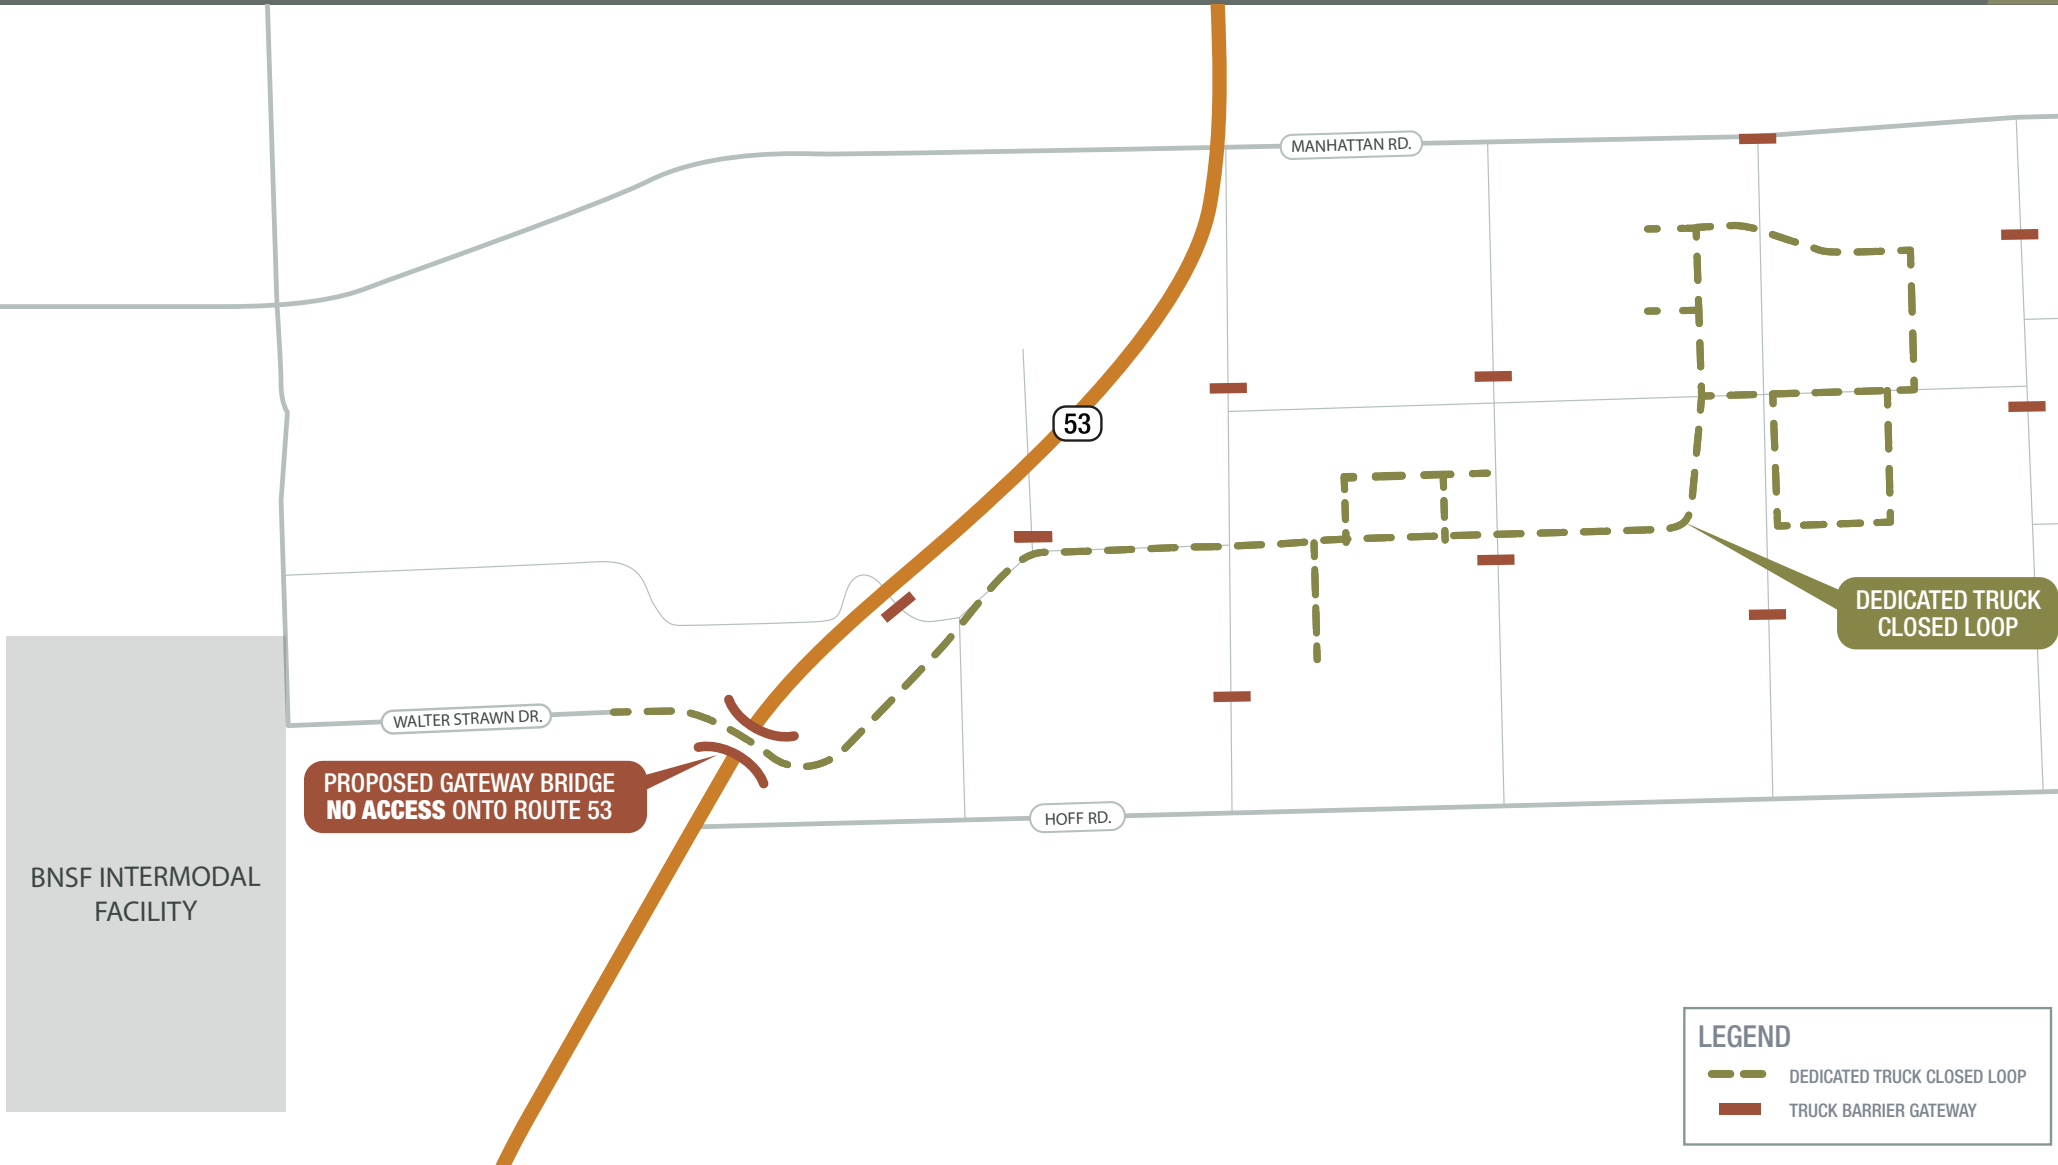 MANHATTAN RD.
53
DEDICATED TRUCK
CLOSED LOOP
WALTER STRAWN DR.
PROPOSED GATEWAY BRIDGE
NO ACCESS ONTO ROUTE 53
HOFF RD.
BNSF INTERMODAL
FACILITY
LEGEND
DEDICATED TRUCK CLOSED LOOP
TRUCK BARRIER GATEWAY